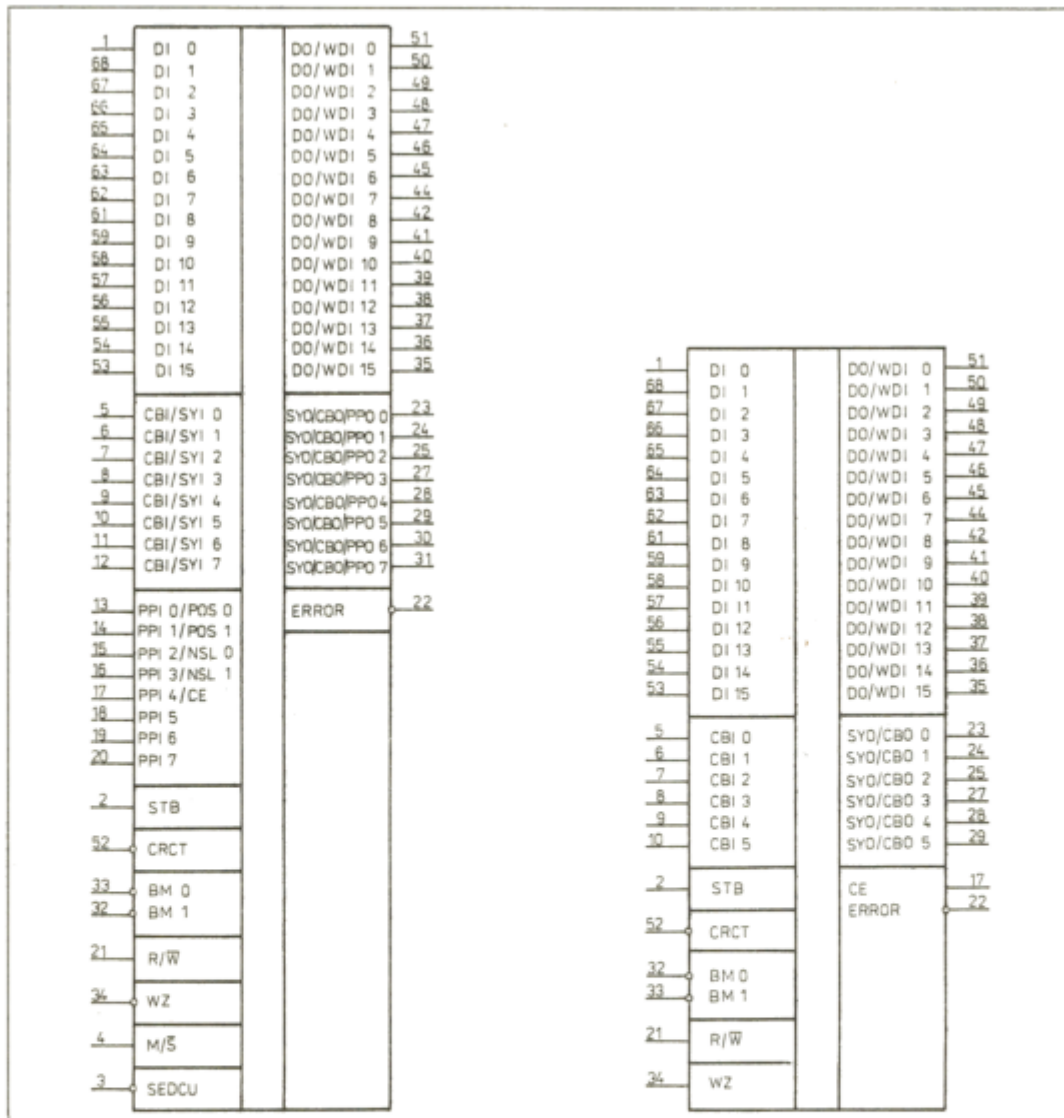 1 DI 0 DO/WDI 0 51
68 DI 1 DO/WDI 1 50
67 DI 2 DO/WDI 2 49
66 DI 3 DO/WDI 3 48
65 DI 4 DO/WDI 4 47
64 DI 5 DO/WDI 5 46
63 DI 6 DO/WDI 6 45
62 DI 7 DO/WDI 7 44
61 DI 8 DO/WDI 8 42
59 DI 9 DO/WDI 9 41
58 DI 10 DO/WDI 10 40
57 DI 11 DO/WDI 11 39
56 DI 12 DO/WDI 12 38
55 DI 13 DO/WDI 13 37
54 DI 14 DO/WDI 14 36
53 DI 15 DO/WDI 15 35
5 CBI/SYI 0 SYO/CBO/PPO 0 23
6 CBI/SYI 1 SYO/CBO/PPO 1 24
7 CBI/SYI 2 SYO/CBO/PPO 2 25
8 CBI/SYI 3 SYO/CBO/PPO 3 27
9 CBI/SYI 4 SYO/CBO/PPO 4 28
10 CBI/SYI 5 SYO/CBO/PPO 5 29
11 CBI/SYI 6 SYO/CBO/PPO 6 30
12 CBI/SYI 7 SYO/CBO/PPO 7 31
13 PPI 0/POS 0 ERROR 22
14 PPI 1/POS 1
15 PPI 2/NSL 0
16 PPI 3/NSL 1
17 PPI 4/CE
18 PPI 5
19 PPI 6
20 PPI 7
2 STB
52 CRCT
33 BM 0
32 BM 1
21 R/W̅
34 WZ
4 M/S̅
3 SEDCU
1 DI 0 DO/WDI 0 51
68 DI 1 DO/WDI 1 50
67 DI 2 DO/WDI 2 49
66 DI 3 DO/WDI 3 48
65 DI 4 DO/WDI 4 47
64 DI 5 DO/WDI 5 46
63 DI 6 DO/WDI 6 45
62 DI 7 DO/WDI 7 44
61 DI 8 DO/WDI 8 42
59 DI 9 DO/WDI 9 41
58 DI 10 DO/WDI 10 40
57 DI 11 DO/WDI 11 39
56 DI 12 DO/WDI 12 38
55 DI 13 DO/WDI 13 37
54 DI 14 DO/WDI 14 36
53 DI 15 DO/WDI 15 35
5 CBI 0 SYO/CBO 0 23
6 CBI 1 SYO/CBO 1 24
7 CBI 2 SYO/CBO 2 25
8 CBI 3 SYO/CBO 3 27
9 CBI 4 SYO/CBO 4 28
10 CBI 5 SYO/CBO 5 29
2 STB CE 17
ERROR 22
52 CRCT
32 BM 0
33 BM 1
21 R/W̅
34 WZ